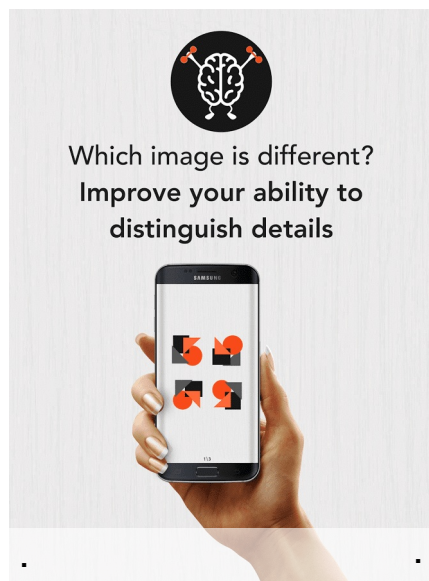 Which image is different?
Improve your ability to
distinguish details
SAMSUNG